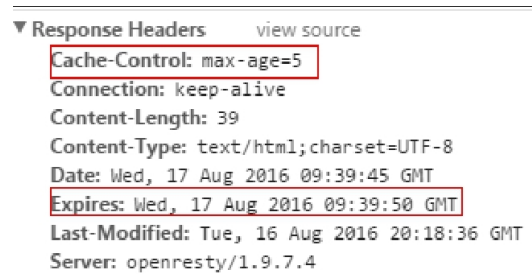 ▼ Response Headers view source
Cache-Control: max-age=5
Connection: keep-alive
Content-Length: 39
Content-Type: text/html;charset=UTF-8
Date: Wed, 17 Aug 2016 09:39:45 GMT
Expires: Wed, 17 Aug 2016 09:39:50 GMT
Last-Modified: Tue, 16 Aug 2016 20:18:36 GMT
Server: openresty/1.9.7.4